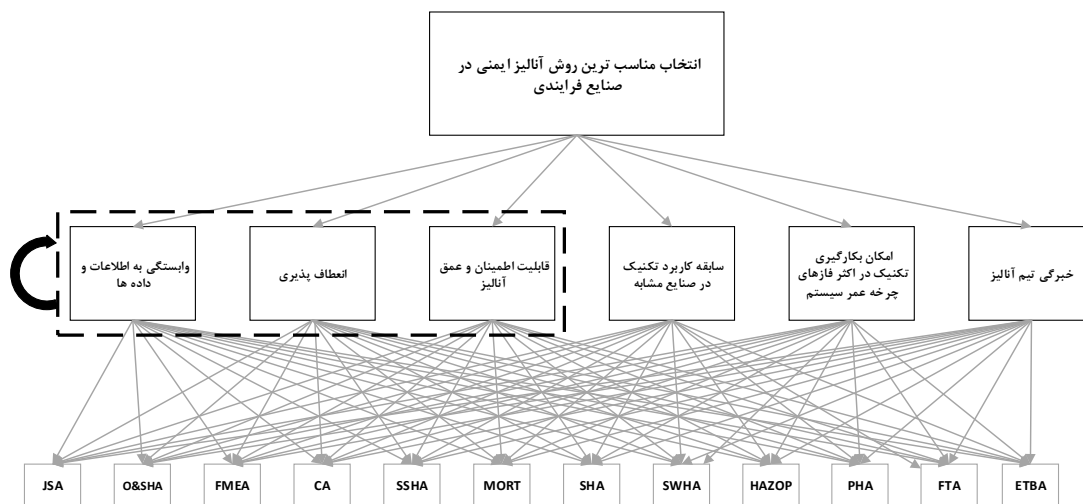 انتخاب مناسب ترین روش آنالیز ایمنی در
صنایع فرایندی
خبرگی تیم آنالیز
امکان بکارگیری
تکنیک در اکثر فازهای
چرخه عمر سیستم
سابقه کاربرد تکنیک
در صنایع مشابه
قابلیت اطمینان و عمق
آنالیز
انعطاف پذیری
وابستگی به اطلاعات و
داده ها
JSA
O&SHA
FMEA
CA
SSHA
MORT
SHA
SWHA
HAZOP
PHA
FTA
ETBA